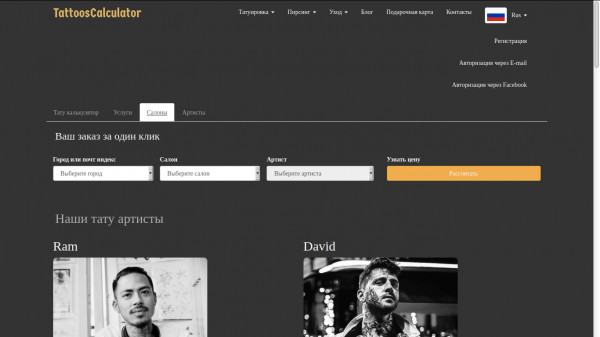 TattoosCalculator
Татуировка Пирсинг Уход Блог Подарочная карта Контакты Rus
Регистрация
Авторизация через E-mail
Авторизация через Facebook
Тату калькулятор Услуги Салоны Артисты
Ваш заказ за один клик
Город или почт индекс: Салон Артист Узнать цену
Выберите город Выберите салон Выберите артиста Рассчитать
Наши тату артисты
Ram David